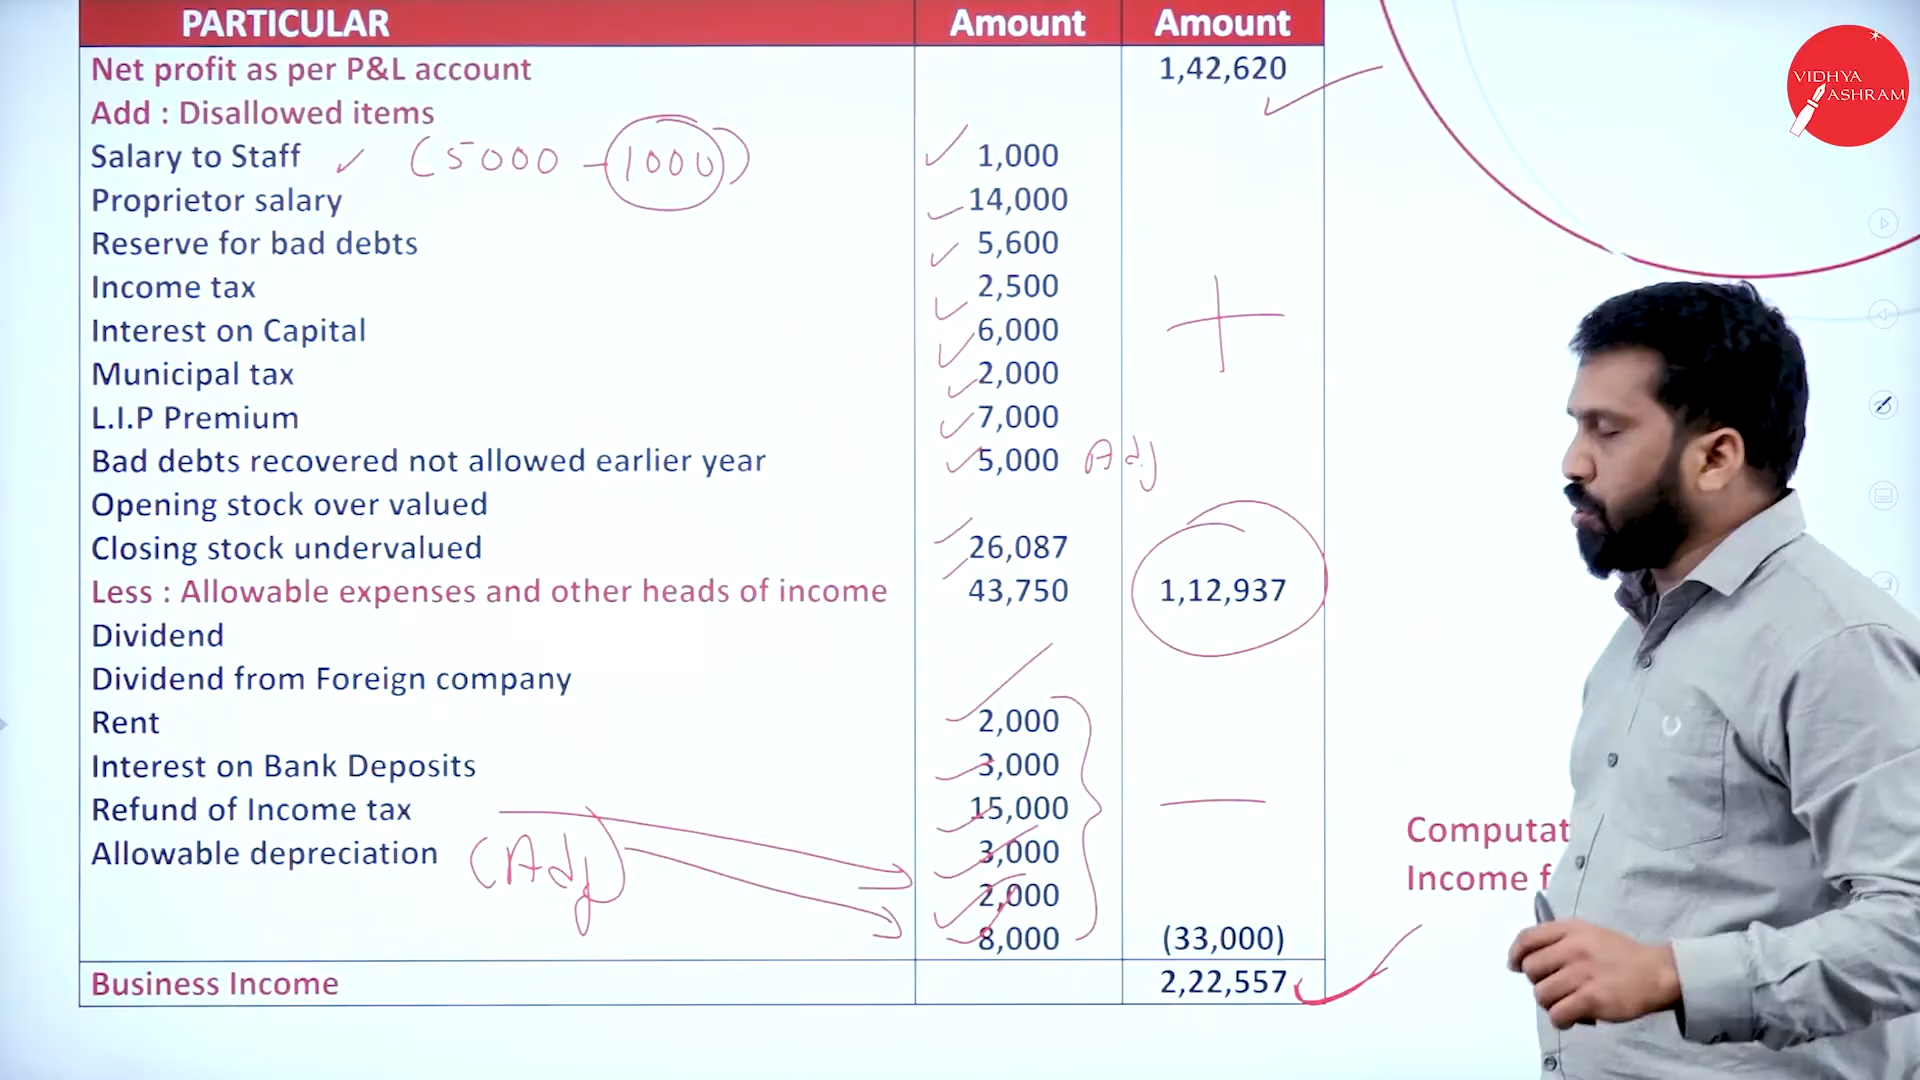 PARTICULAR Amount Amount
Net profit as per P&L account 1,42,620
Add : Disallowed items
Salary to Staff (5000 - 1000) 1,000
Proprietor salary 14,000
Reserve for bad debts 5,600
Income tax 2,500
Interest on Capital 6,000
Municipal tax 2,000
L.I.P Premium 7,000
Bad debts recovered not allowed earlier year 5,000 Adj
Opening stock over valued
Closing stock undervalued 26,087
Less : Allowable expenses and other heads of income 43,750 1,12,937
Dividend
Dividend from Foreign company
Rent 2,000
Interest on Bank Deposits 3,000
Refund of Income tax 15,000
Allowable depreciation (Adj) 3,000
2,000
8,000 (33,000)
Business Income 2,22,557
Computat
Income f
VIDHYA
ASHRAM